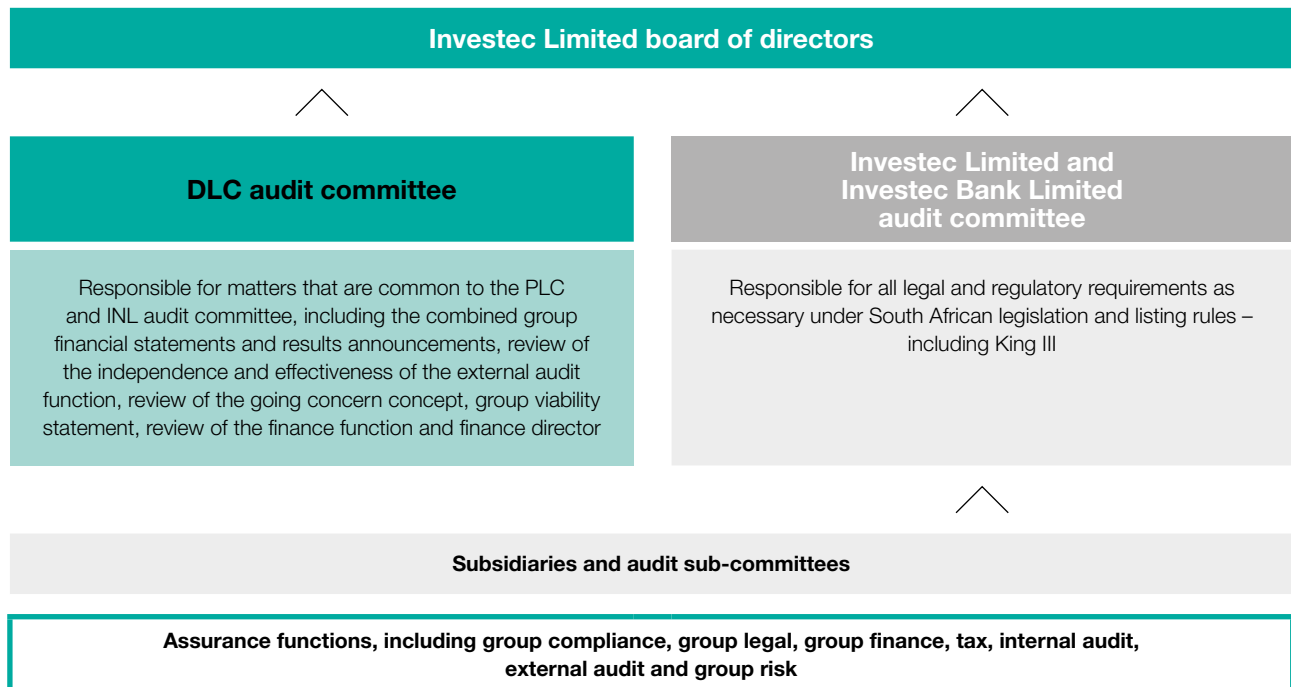 Investec Limited board of directors
DLC audit committee
Investec Limited and
Investec Bank Limited
audit committee
Responsible for matters that are common to the PLC
and INL audit committee, including the combined group
financial statements and results announcements, review of
the independence and effectiveness of the external audit
function, review of the going concern concept, group viability
statement, review of the finance function and finance director
Responsible for all legal and regulatory requirements as
necessary under South African legislation and listing rules –
including King III
Subsidiaries and audit sub-committees
Assurance functions, including group compliance, group legal, group finance, tax, internal audit,
external audit and group risk